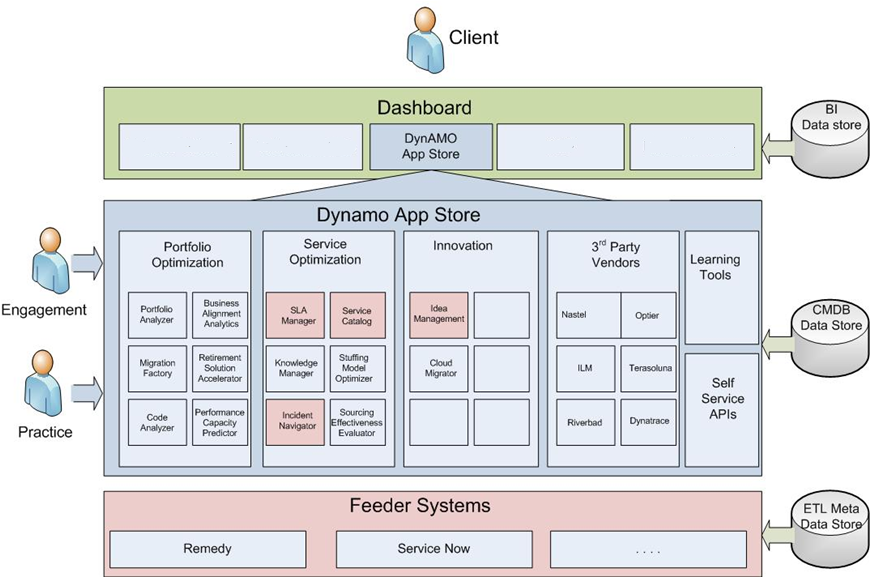 Client
Dashboard
DynAMO
App Store
BI
Data store
Dynamo App Store
Engagement
Practice
Portfolio
Optimization
Portfolio
Analyzer
Business
Alignment
Analytics
Migration
Factory
Retirement
Solution
Accelerator
Code
Analyzer
Performance
Capacity
Predictor
Service
Optimization
SLA
Manager
Service
Catalog
Knowledge
Manager
Stuffing
Model
Optimizer
Incident
Navigator
Sourcing
Effectiveness
Evaluator
Innovation
Idea
Management
Cloud
Migrator
3rd Party
Vendors
Nastel
Optier
ILM
Terasoluna
Riverbad
Dynatrace
Learning
Tools
Self
Service
APIs
CMDB
Data Store
Feeder Systems
Remedy
Service Now
. . . .
ETL Meta
Data Store